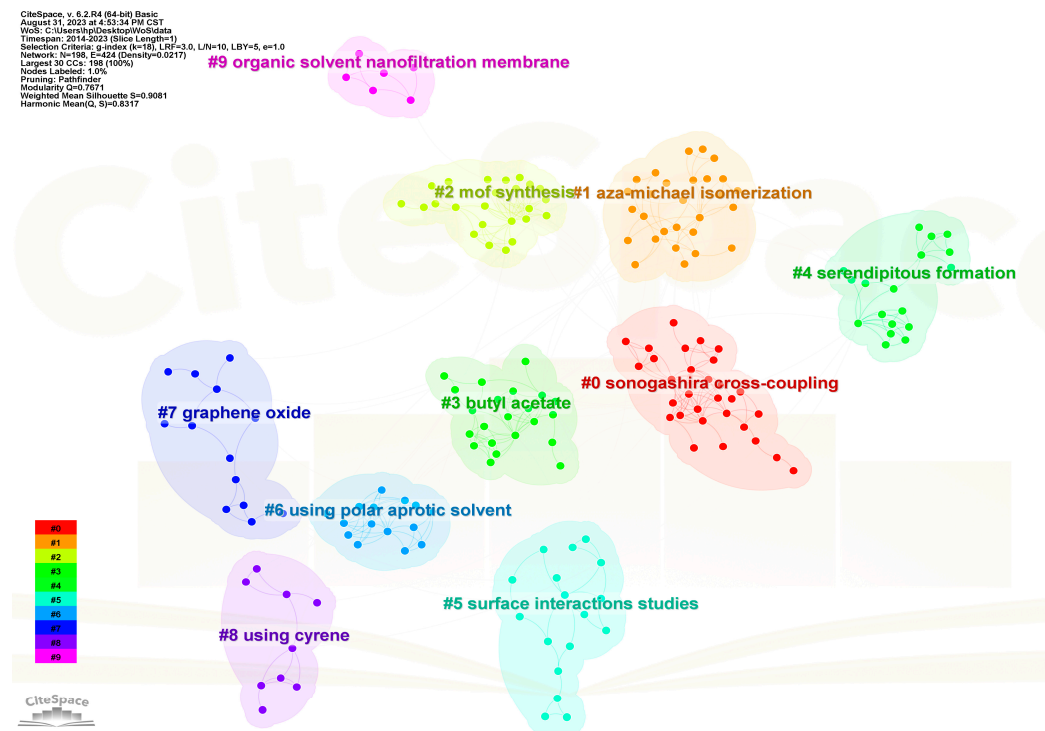 CiteSpace, v. 6.2.R4 (64-bit) Basic
August 31, 2023 at 4:53:34 PM CST
WoS: C:\Users\hp\Desktop\WoS\data
Timespan: 2014-2023 (Slice Length=1)
Selection Criteria: g-index (k=18), LRF=3.0, L/N=10, LBY=5, e=1.0
Network: N=198, E=424 (Density=0.0217)
Largest 30 CCs: 198 (100%)
Nodes Labeled: 1.0%
Pruning: Pathfinder
Modularity Q=0.7671
Weighted Mean Silhouette S=0.9081
Harmonic Mean(Q, S)=0.8317
#9 organic solvent nanofiltration membrane
#2 mof synthesis
#1 aza-michael isomerization
#4 serendipitous formation
#0 sonogashira cross-coupling
#3 butyl acetate
#7 graphene oxide
#6 using polar aprotic solvent
#5 surface interactions studies
#8 using cyrene
#0
#1
#2
#3
#4
#5
#6
#7
#8
#9
CiteSpace
CiteSpace